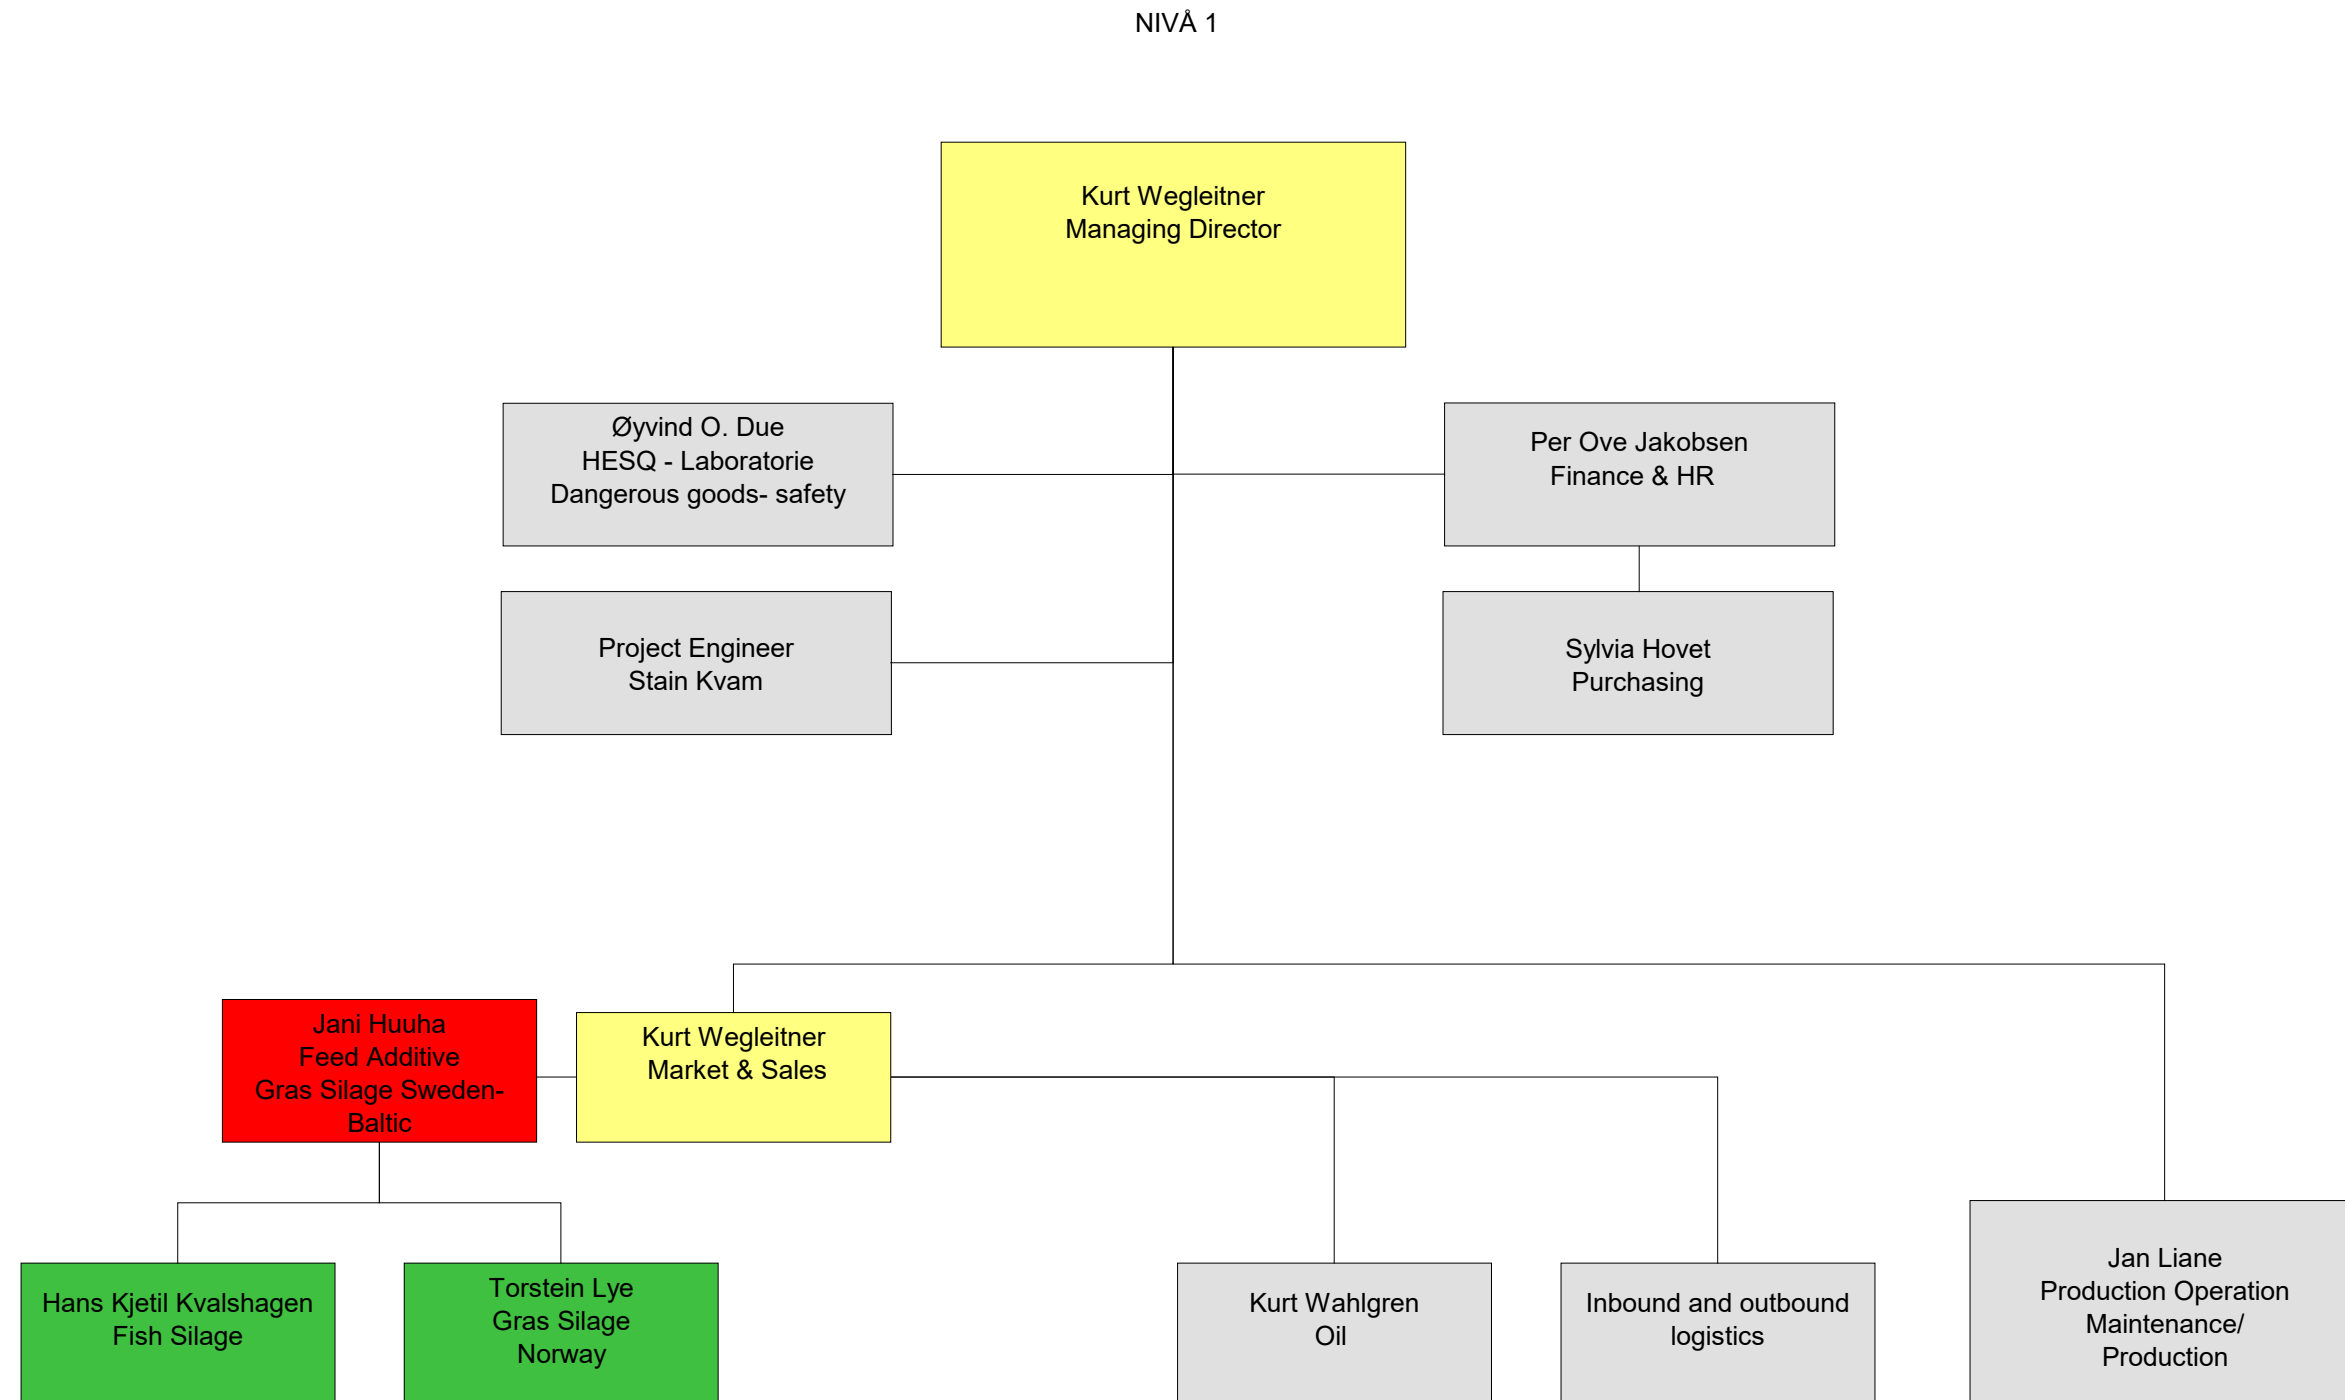 NIVÅ 1
Kurt Wegleitner
Managing Director
Øyvind O. Due
HESQ - Laboratorie
Dangerous goods- safety
Per Ove Jakobsen
Finance & HR
Project Engineer
Stain Kvam
Sylvia Hovet
Purchasing
Jani Huuha
Feed Additive
Gras Silage Sweden-
Baltic
Kurt Wegleitner
Market & Sales
Hans Kjetil Kvalshagen
Fish Silage
Torstein Lye
Gras Silage
Norway
Kurt Wahlgren
Oil
Inbound and outbound
logistics
Jan Liane
Production Operation
Maintenance/
Production